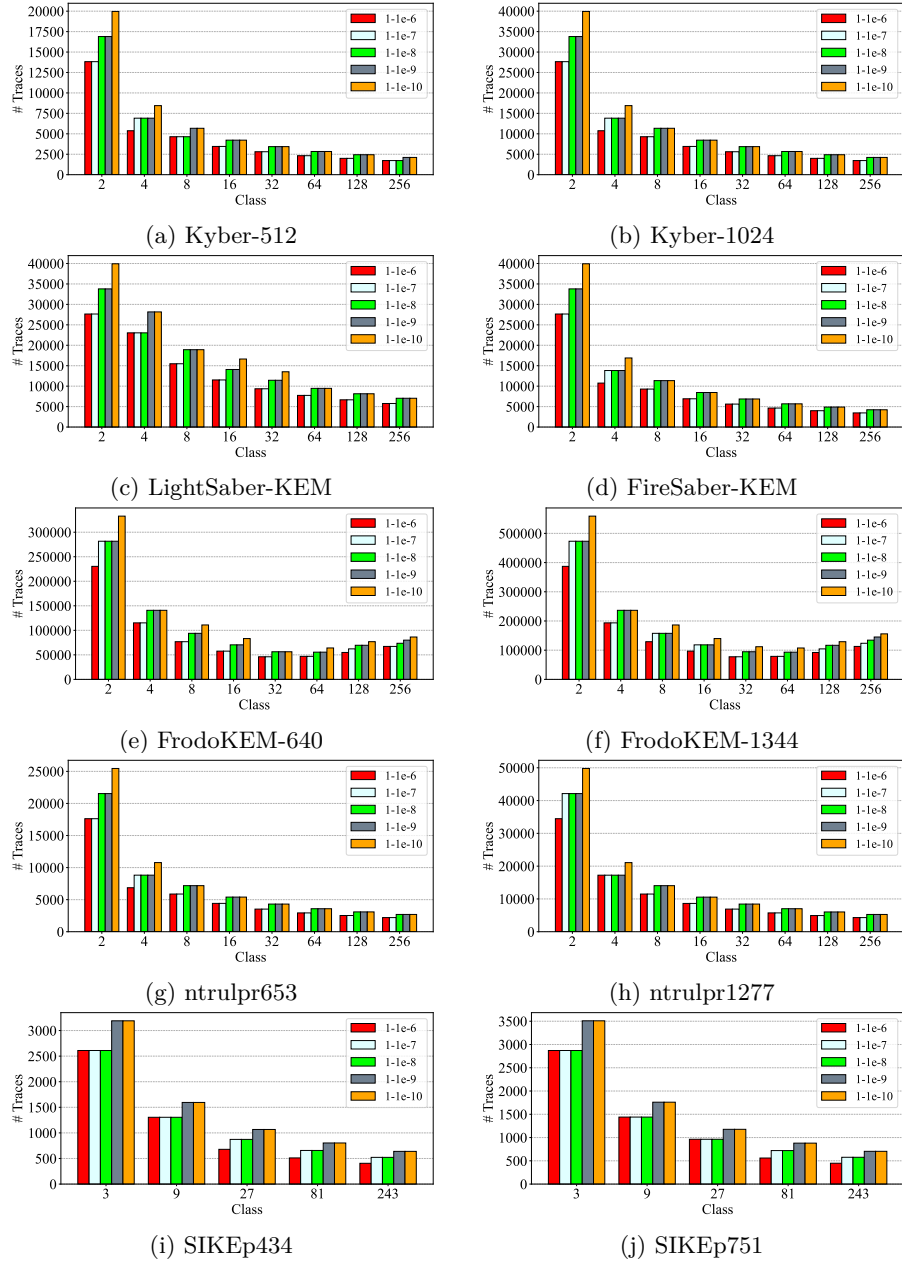 20000
17500
15000
12500
10000
7500
5000
2500
0
# Traces
2 4 8 16 32 64 128 256
Class
1-1e-6
1-1e-7
1-1e-8
1-1e-9
1-1e-10
(a) Kyber-512
40000
35000
30000
25000
20000
15000
10000
5000
0
# Traces
2 4 8 16 32 64 128 256
Class
1-1e-6
1-1e-7
1-1e-8
1-1e-9
1-1e-10
(b) Kyber-1024
40000
35000
30000
25000
20000
15000
10000
5000
0
# Traces
2 4 8 16 32 64 128 256
Class
1-1e-6
1-1e-7
1-1e-8
1-1e-9
1-1e-10
(c) LightSaber-KEM
40000
35000
30000
25000
20000
15000
10000
5000
0
# Traces
2 4 8 16 32 64 128 256
Class
1-1e-6
1-1e-7
1-1e-8
1-1e-9
1-1e-10
(d) FireSaber-KEM
300000
250000
200000
150000
100000
50000
0
# Traces
2 4 8 16 32 64 128 256
Class
1-1e-6
1-1e-7
1-1e-8
1-1e-9
1-1e-10
(e) FrodoKEM-640
500000
400000
300000
200000
100000
0
# Traces
2 4 8 16 32 64 128 256
Class
1-1e-6
1-1e-7
1-1e-8
1-1e-9
1-1e-10
(f) FrodoKEM-1344
25000
20000
15000
10000
5000
0
# Traces
2 4 8 16 32 64 128 256
Class
1-1e-6
1-1e-7
1-1e-8
1-1e-9
1-1e-10
(g) ntrulpr653
50000
40000
30000
20000
10000
0
# Traces
2 4 8 16 32 64 128 256
Class
1-1e-6
1-1e-7
1-1e-8
1-1e-9
1-1e-10
(h) ntrulpr1277
3000
2500
2000
1500
1000
500
0
# Traces
3 9 27 81 243
Class
1-1e-6
1-1e-7
1-1e-8
1-1e-9
1-1e-10
(i) SIKEp434
3500
3000
2500
2000
1500
1000
500
0
# Traces
3 9 27 81 243
Class
1-1e-6
1-1e-7
1-1e-8
1-1e-9
1-1e-10
(j) SIKEp751